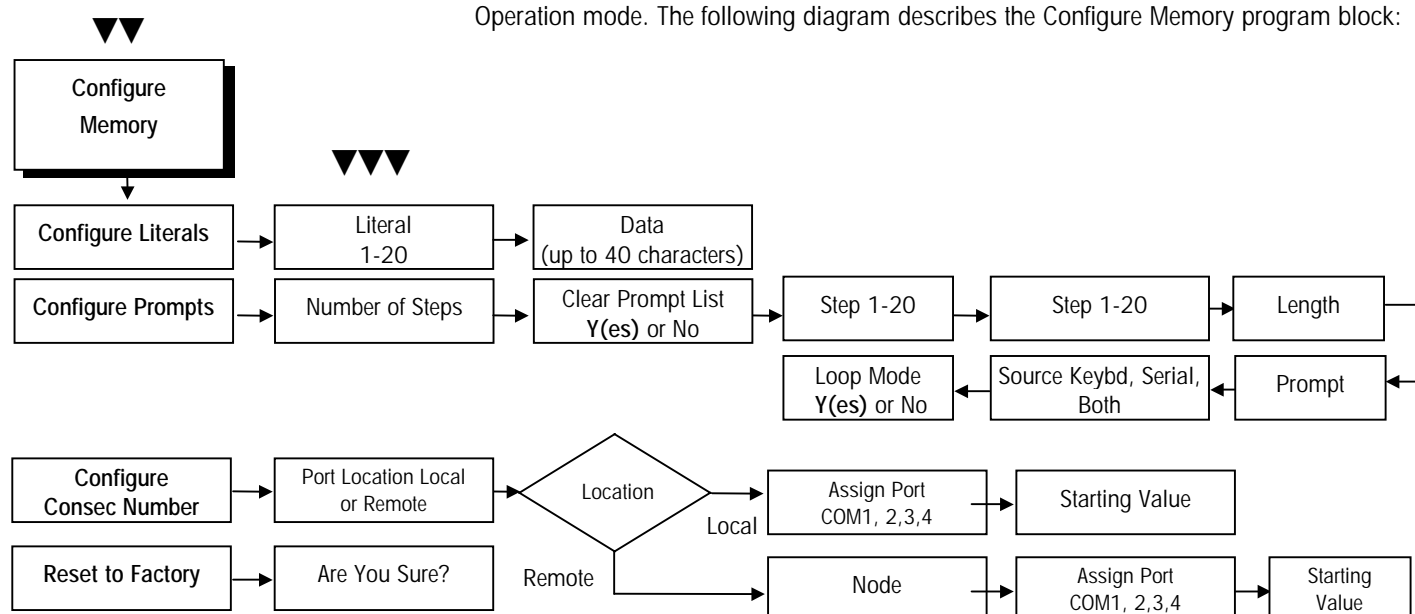 Operation mode. The following diagram describes the Configure Memory program block:
Configure
Memory
Configure Literals
Literal
1-20
Data
(up to 40 characters)
Configure Prompts
Number of Steps
Clear Prompt List
Y(es) or No
Step 1-20
Step 1-20
Length
Loop Mode
Y(es) or No
Source Keybd, Serial,
Both
Prompt
Configure
Consec Number
Port Location Local
or Remote
Location
Local
Assign Port
COM1, 2,3,4
Starting Value
Reset to Factory
Are You Sure?
Remote
Node
Assign Port
COM1, 2,3,4
Starting
Value